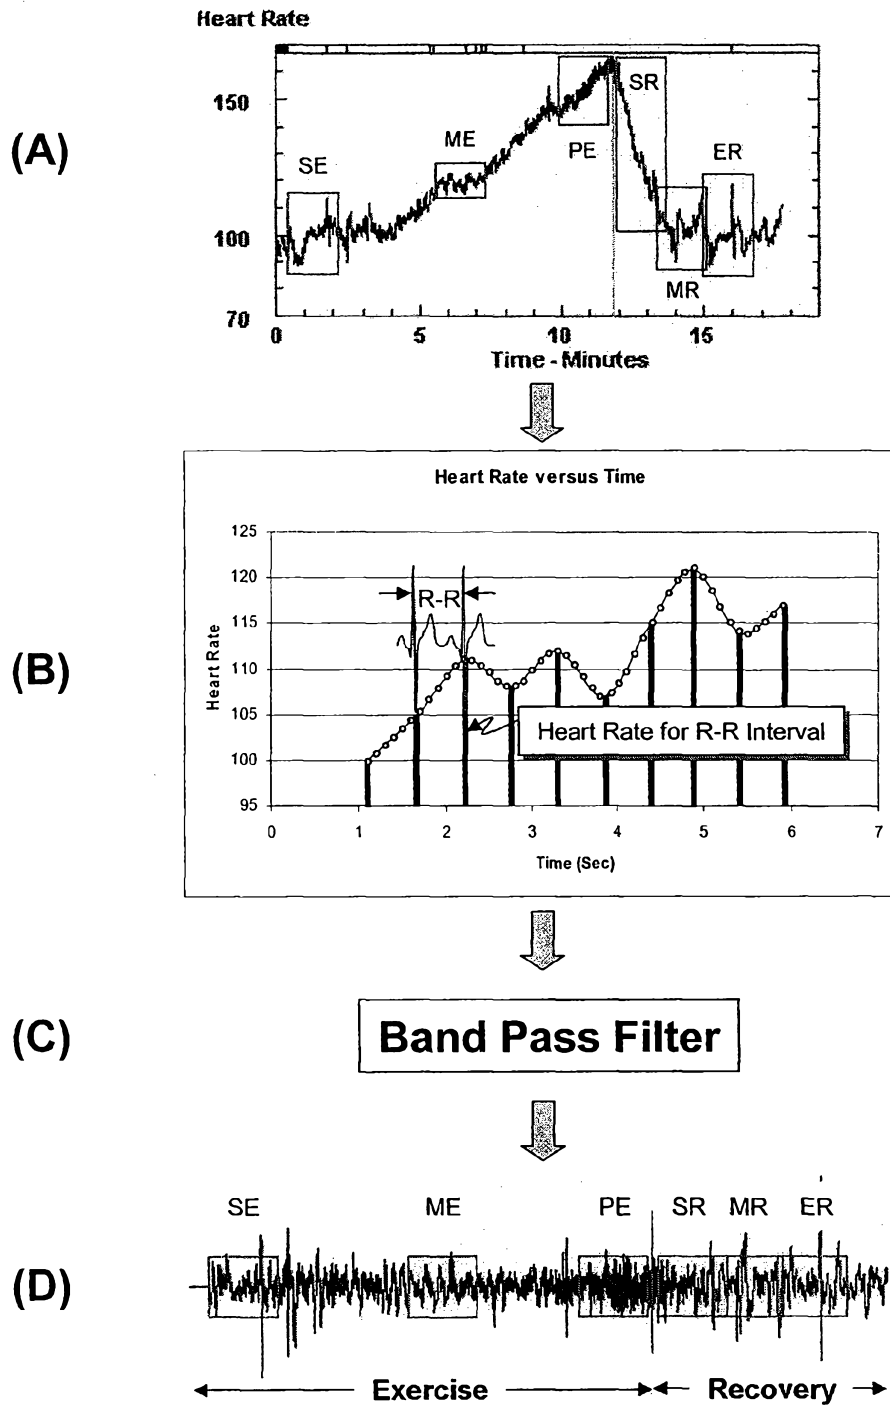 Heart Rate
(A)
150
100
70
SE
ME
PE
SR
MR
ER
0 5 10 15
Time - Minutes
(B)
Heart Rate versus Time
Heart Rate
125
120
115
110
105
100
95
R-R
Heart Rate for R-R Interval
0 1 2 3 4 5 6 7
Time (Sec)
(C)
Band Pass Filter
(D)
SE ME PE SR MR ER
Exercise Recovery